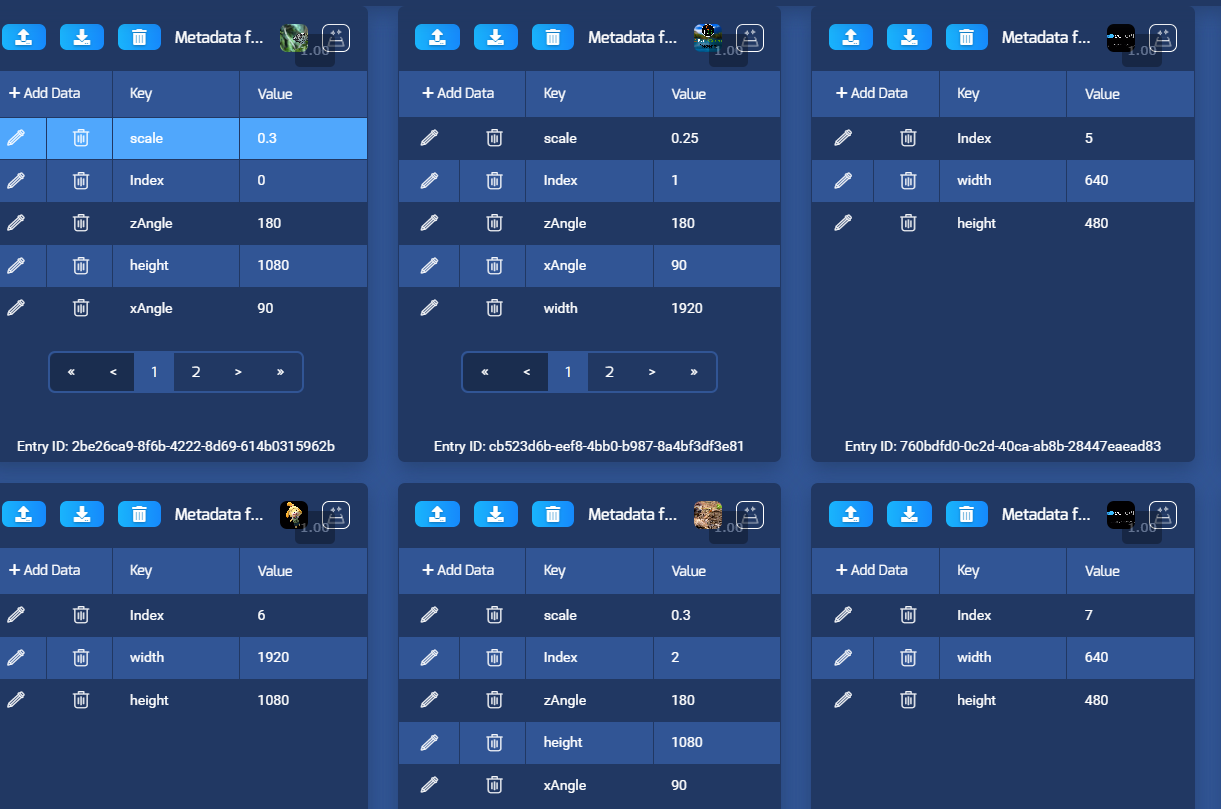 Metadata f...
1.00
+ Add Data Key Value
scale 0.3
Index 0
zAngle 180
height 1080
xAngle 90
« < 1 2 > »
Entry ID: 2be26ca9-8f6b-4222-8d69-614b0315962b
Metadata f...
1.00
+ Add Data Key Value
scale 0.25
Index 1
zAngle 180
xAngle 90
width 1920
« < 1 2 > »
Entry ID: cb523d6b-eef8-4bb0-b987-8a4bf3df3e81
Metadata f...
1.00
+ Add Data Key Value
Index 5
width 640
height 480
Entry ID: 760bdfd0-0c2d-40ca-ab8b-28447eaead83
Metadata f...
1.00
+ Add Data Key Value
Index 6
width 1920
height 1080
Metadata f...
1.00
+ Add Data Key Value
scale 0.3
Index 2
zAngle 180
height 1080
xAngle 90
Metadata f...
1.00
+ Add Data Key Value
Index 7
width 640
height 480